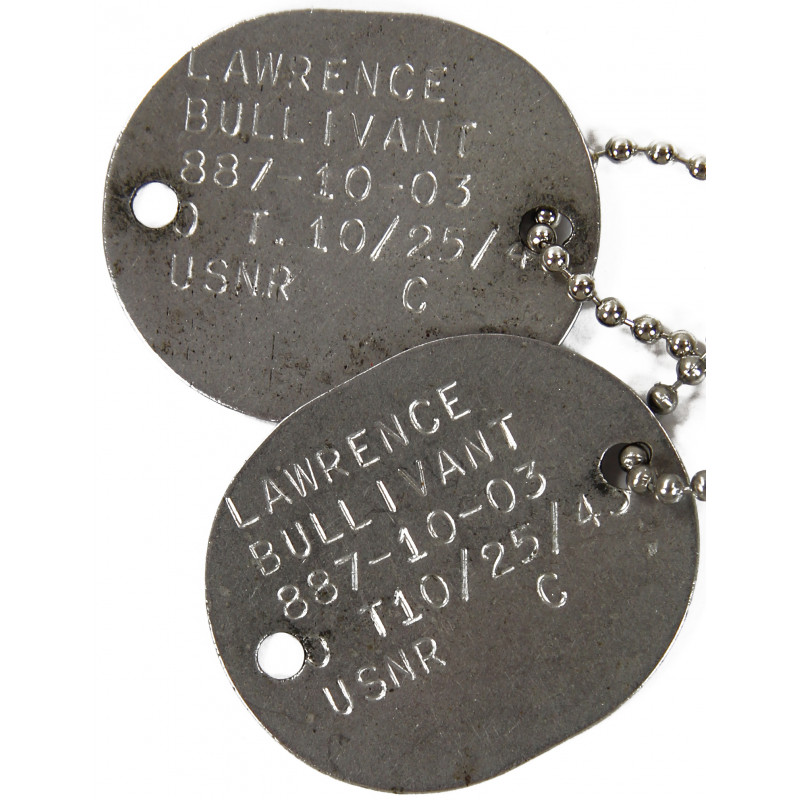 LAWRENCE
BULLIVANT
887-10-03
O T. 10/25/4
USNR C
LAWRENCE
BULLIVANT
887-10-03
O T10/25/43
USNR C